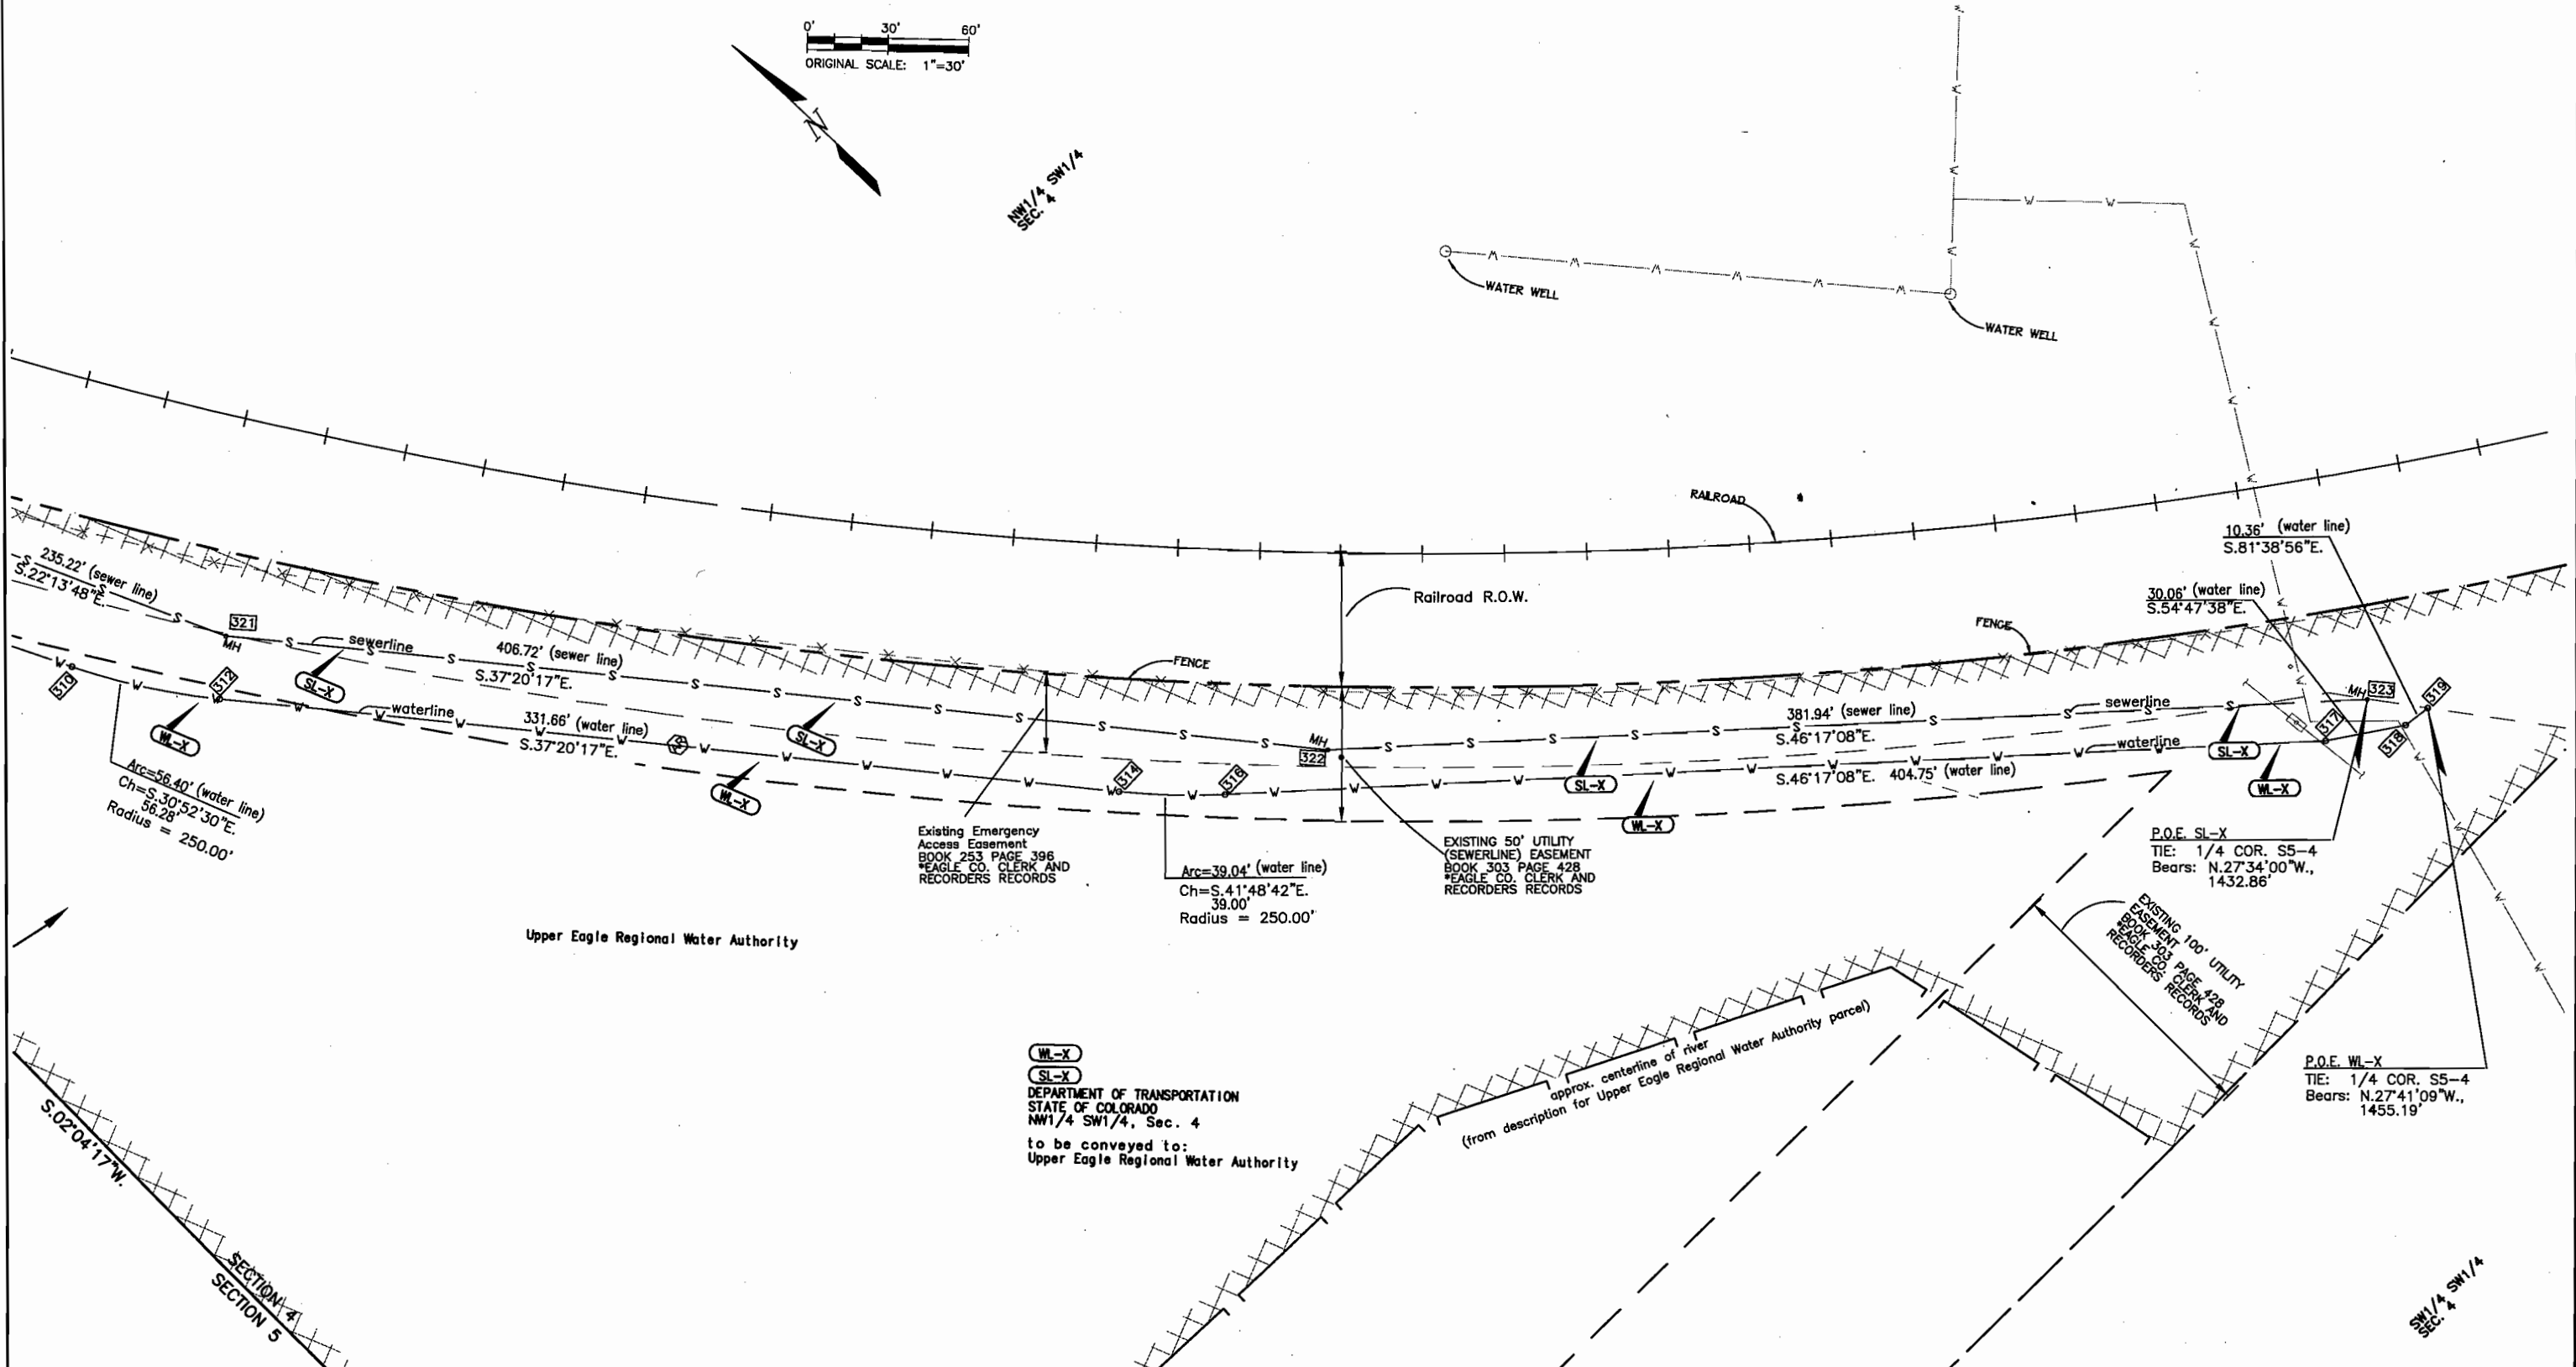 0' 30' 60'
ORIGINAL SCALE: 1"=30'
N
NW1/4 SW1/4
SEC. 4
WATER WELL
WATER WELL
RAILROAD
Railroad R.O.W.
10.36' (water line)
S.81°38'56"E.
30.06' (water line)
S.54°47'38"E.
FENCE
235.22' (sewer line)
S.22°13'48"E.
321
MH
sewerline
406.72' (sewer line)
S.37°20'17"E.
SL-X
FENCE
310
312
waterline
331.66' (water line)
S.37°20'17"E.
WL-X
SL-X
WL-X
MH
322
314
316
381.94' (sewer line)
S.46°17'08"E.
sewerline
MH 323
319
317
318
waterline
S.46°17'08"E. 404.75' (water line)
SL-X
WL-X
SL-X
WL-X
Arc=56.40' (water line)
Ch=S.30°52'30"E.
56.28'
Radius = 250.00'
Existing Emergency
Access Easement
BOOK 253 PAGE 396
*EAGLE CO. CLERK AND
RECORDERS RECORDS
Arc=39.04' (water line)
Ch=S.41°48'42"E.
39.00'
Radius = 250.00'
EXISTING 50' UTILITY
(SEWERLINE) EASEMENT
BOOK 303 PAGE 428
*EAGLE CO. CLERK AND
RECORDERS RECORDS
P.O.E. SL-X
TIE: 1/4 COR. S5-4
Bears: N.27°34'00"W.,
1432.86'
EXISTING 100' UTILITY
EASEMENT
BOOK 303 PAGE 428
*EAGLE CO. CLERK AND
RECORDERS RECORDS
Upper Eagle Regional Water Authority
approx. centerline of river
(from description for Upper Eagle Regional Water Authority parcel)
P.O.E. WL-X
TIE: 1/4 COR. S5-4
Bears: N.27°41'09"W.,
1455.19'
WL-X
SL-X
DEPARTMENT OF TRANSPORTATION
STATE OF COLORADO
NW1/4 SW1/4, Sec. 4
to be conveyed to:
Upper Eagle Regional Water Authority
S.02°04'17"W.
SECTION 4
SECTION 5
SW1/4 SW1/4
SEC. 4